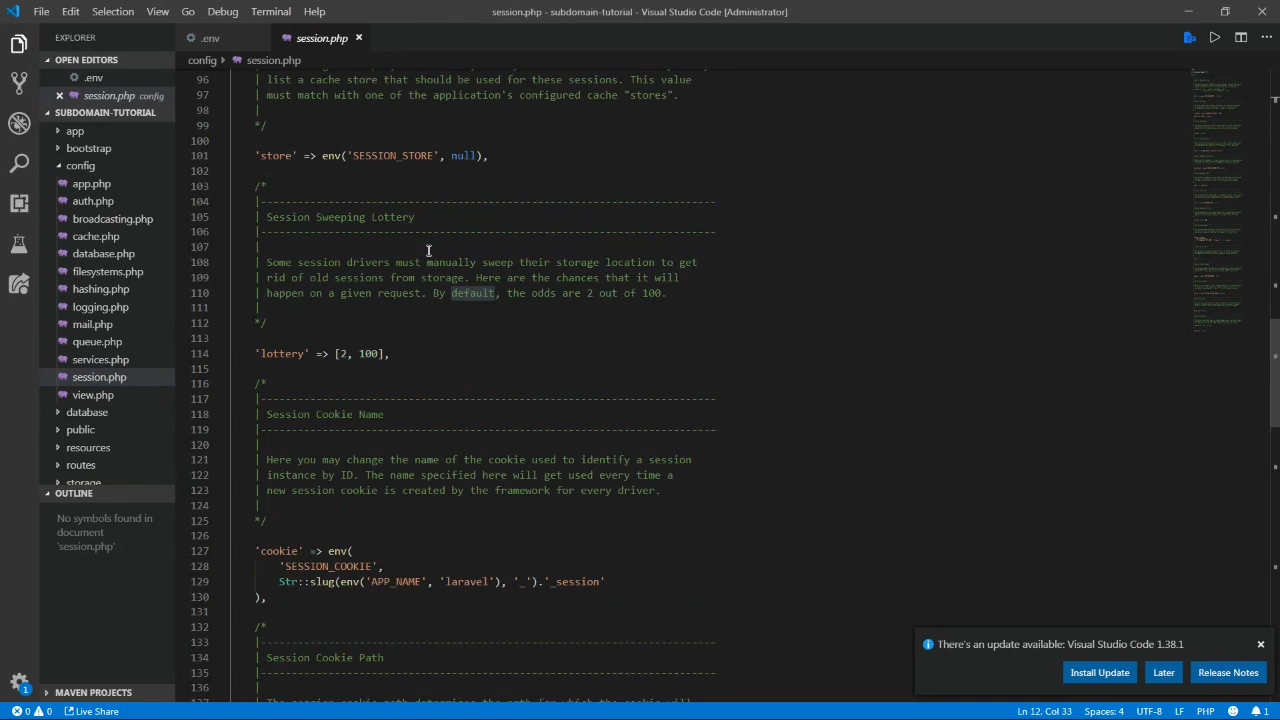 File Edit Selection View Go Debug Terminal Help
session.php - subdomain-tutorial - Visual Studio Code [Administrator]
EXPLORER
.env
session.php
OPEN EDITORS
.env
session.php config
SUBDOMAIN-TUTORIAL
app
bootstrap
config
app.php
auth.php
broadcasting.php
cache.php
database.php
filesystems.php
hashing.php
logging.php
mail.php
queue.php
services.php
session.php
view.php
database
public
resources
routes
storage
OUTLINE
No symbols found in
document
'session.php'
MAVEN PROJECTS
config session.php
96 | list a cache store that should be used for these sessions. This value
97 | must match with one of the application's configured cache "stores".
98 |
99 */
100
101 'store' => env('SESSION_STORE', null),
102
103 /*
104 |--------------------------------------------------------------------------
105 | Session Sweeping Lottery
106 |--------------------------------------------------------------------------
107 |
108 | Some session drivers must manually sweep their storage location to get
109 | rid of old sessions from storage. Here are the chances that it will
110 | happen on a given request. By default, the odds are 2 out of 100.
111 |
112 */
113
114 'lottery' => [2, 100],
115
116 /*
117 |--------------------------------------------------------------------------
118 | Session Cookie Name
119 |--------------------------------------------------------------------------
120 |
121 | Here you may change the name of the cookie used to identify a session
122 | instance by ID. The name specified here will get used every time a
123 | new session cookie is created by the framework for every driver.
124 |
125 */
126
127 'cookie' => env(
128 'SESSION_COOKIE',
129 Str::slug(env('APP_NAME', 'laravel'), '_').'_session'
130 ),
131
132 /*
133 |--------------------------------------------------------------------------
134 | Session Cookie Path
135 |--------------------------------------------------------------------------
136 |
There's an update available: Visual Studio Code 1.38.1
Install Update Later Release Notes
1
0 0 Live Share Ln 12, Col 33 Spaces: 4 UTF-8 LF PHP 1